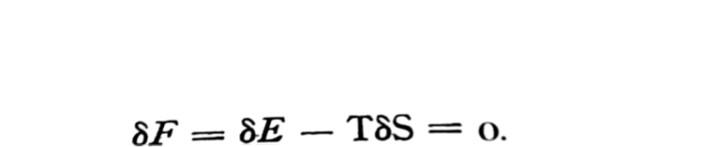 δF = δE — TδS = 0.